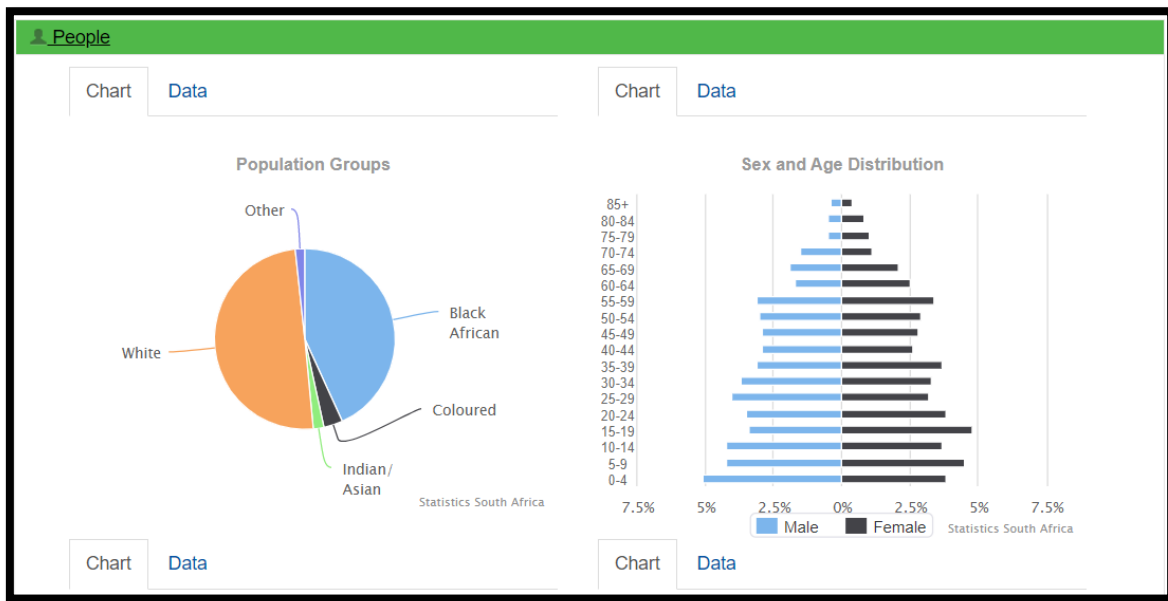 People
Chart Data
Population Groups
Other
Black
African
White
Coloured
Indian/
Asian
Statistics South Africa
Chart Data
Sex and Age Distribution
85+
80-84
75-79
70-74
65-69
60-64
55-59
50-54
45-49
40-44
35-39
30-34
25-29
20-24
15-19
10-14
5-9
0-4
7.5% 5% 2.5% 0% 2.5% 5% 7.5%
Male Female
Statistics South Africa
Chart Data
Chart Data